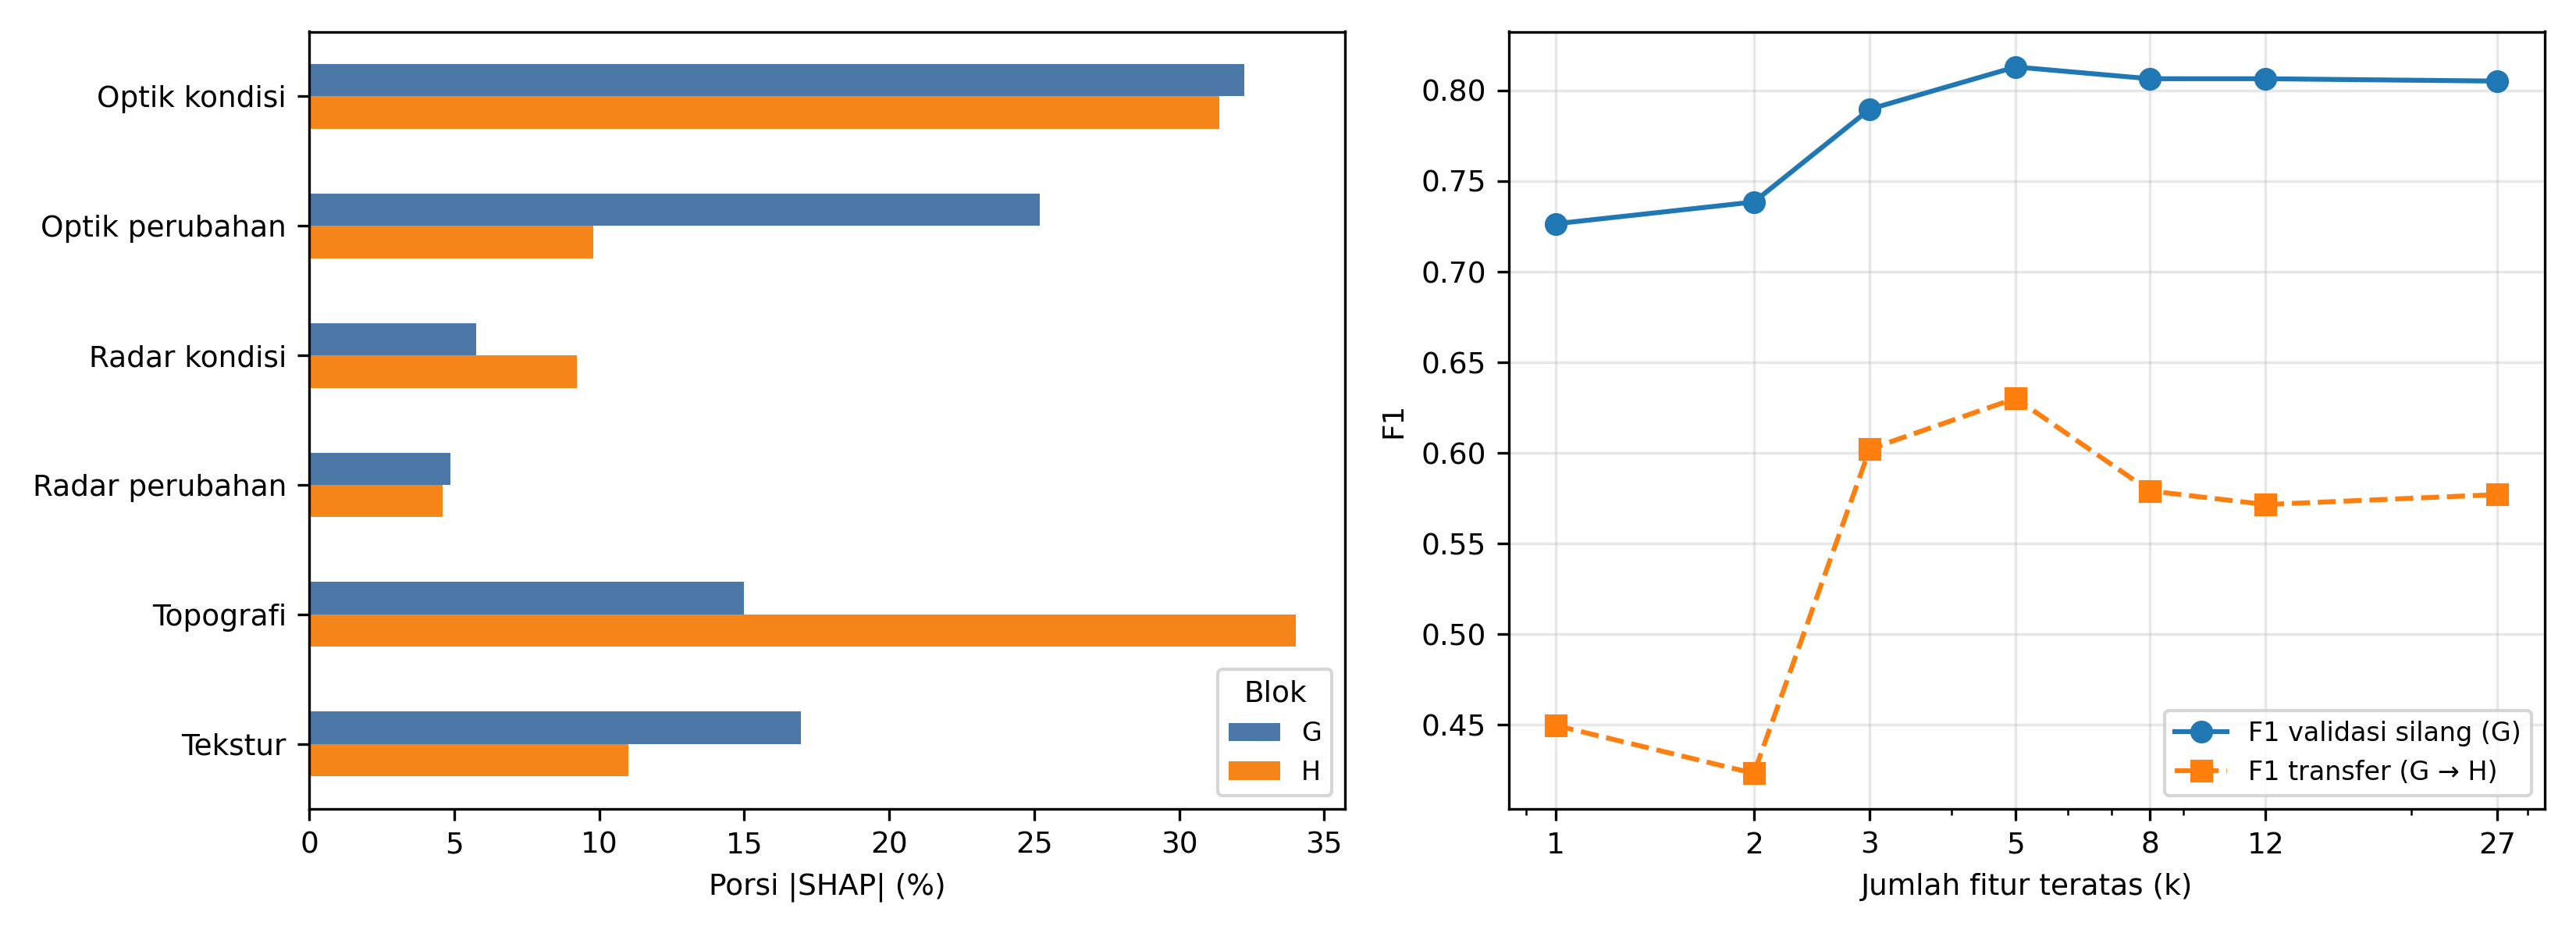 Optik kondisi
Optik perubahan
Radar kondisi
Radar perubahan
Topografi
Tekstur
0 5 10 15 20 25 30 35
Porsi |SHAP| (%)
Blok
G
H
F1
0.80
0.75
0.70
0.65
0.60
0.55
0.50
0.45
1 2 3 5 8 12 27
Jumlah fitur teratas (k)
F1 validasi silang (G)
F1 transfer (G → H)